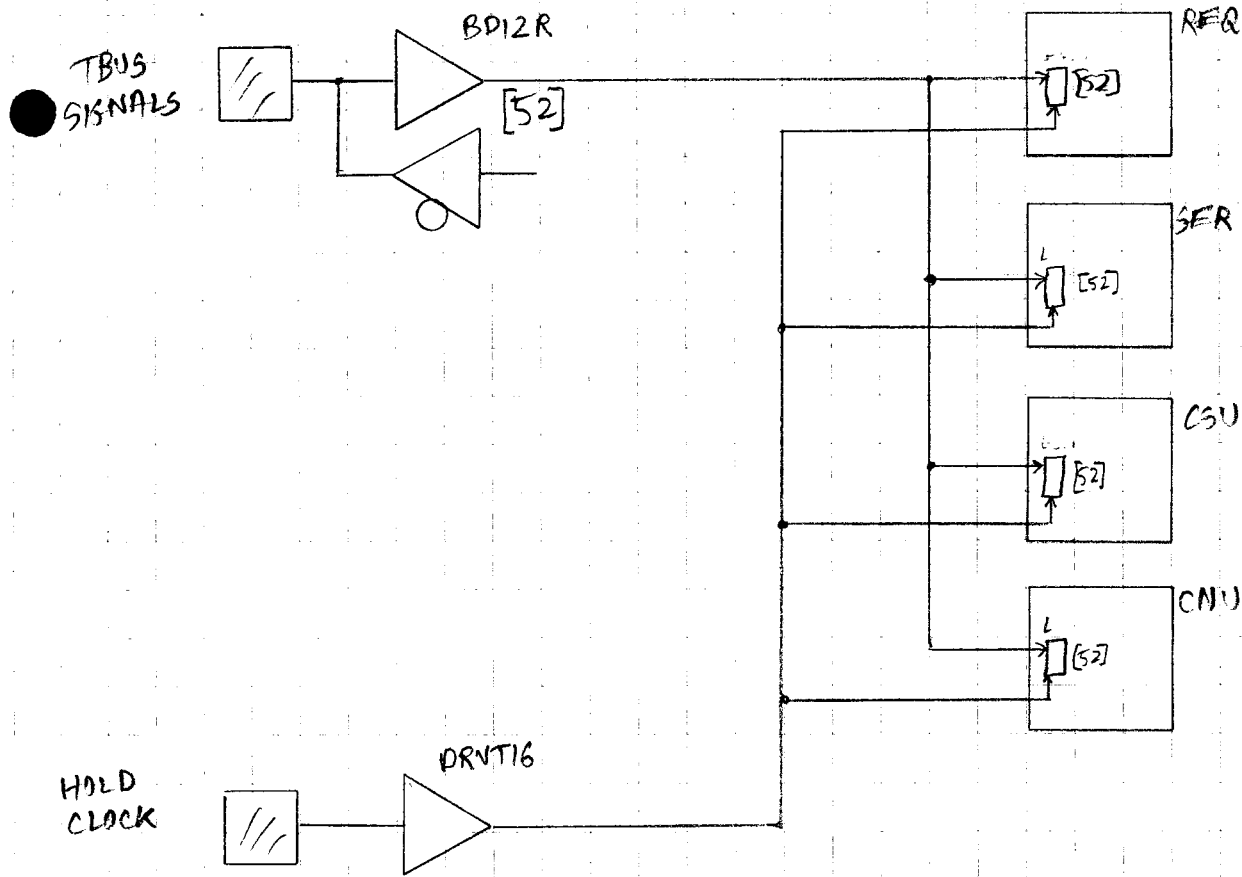 BD12R
REQ
TBUS
SIGNALS
[52]
[52]
SER
L
[52]
CSU
[52]
CNU
L
[52]
DRVT16
HOLD
CLOCK